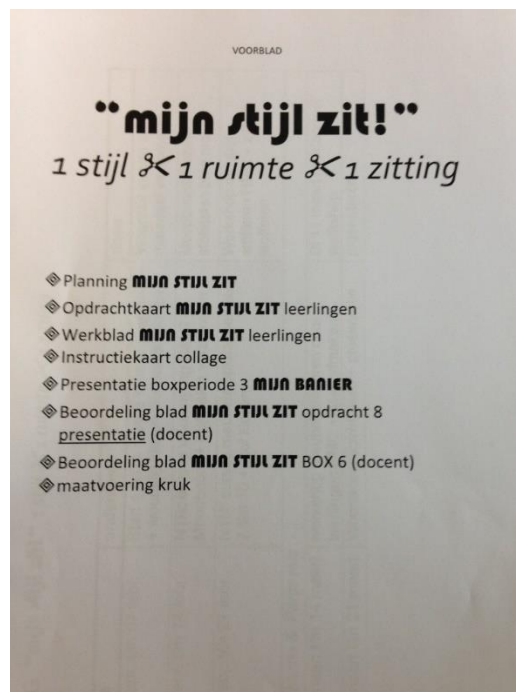 VOORBLAD
“mijn stijl zit!”
1 stijl ✂ 1 ruimte ✂ 1 zitting
Planning MIJN STIJL ZIT
Opdrachtkaart MIJN STIJL ZIT leerlingen
Werkblad MIJN STIJL ZIT leerlingen
Instructiekaart collage
Presentatie boxperiode 3 MIJN BANIER
Beoordeling blad MIJN STIJL ZIT opdracht 8
presentatie (docent)
Beoordeling blad MIJN STIJL ZIT BOX 6 (docent)
maatvoering kruk